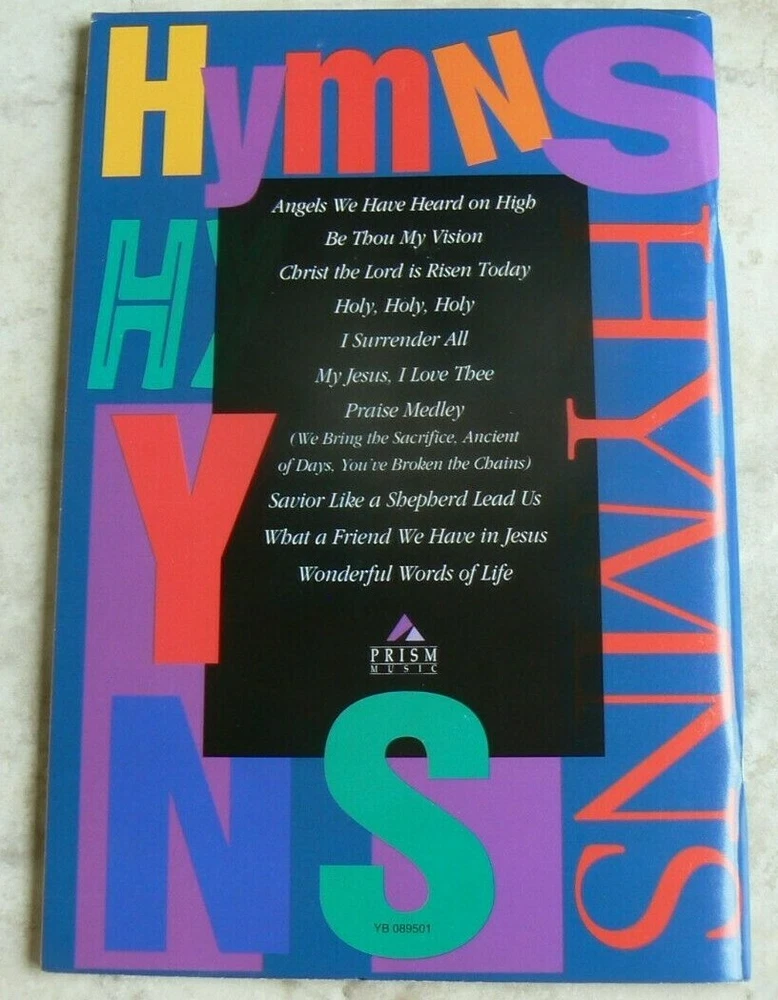 HymNS
Angels We Have Heard on High
Be Thou My Vision
Christ the Lord is Risen Today
Holy, Holy, Holy
I Surrender All
My Jesus, I Love Thee
Praise Medley
(We Bring the Sacrifice, Ancient
of Days, You've Broken the Chains)
Savior Like a Shepherd Lead Us
What a Friend We Have in Jesus
Wonderful Words of Life
PRISM
MUSIC
HY
Y
N
S
YB 089501
HYMNS